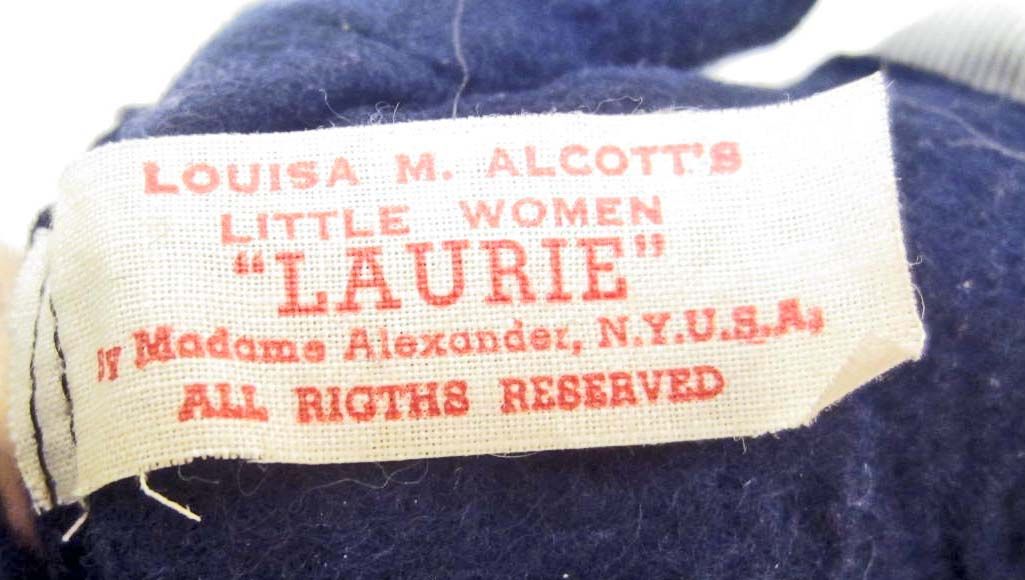 LOUISA M. ALCOTT'S
LITTLE WOMEN
"LAURIE"
By Madame Alexander, N.Y.U.S.A,
ALL RIGTHS RESERVED